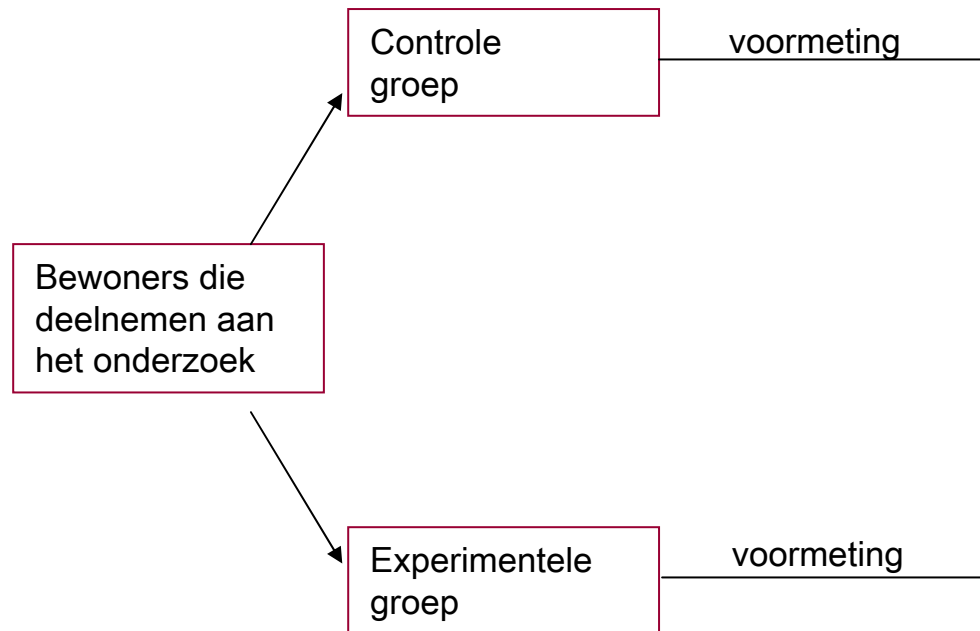 Controle
groep
voormeting
Bewoners die
deelnemen aan
het onderzoek
Experimentele
groep
voormeting